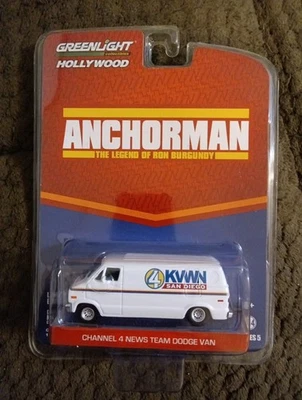 GREENLIGHT
HOLLYWOOD
ANCHORMAN
THE LEGEND OF RON BURGUNDY
4 KVWN
SAN DIEGO
CHANNEL 4 NEWS TEAM DODGE VAN